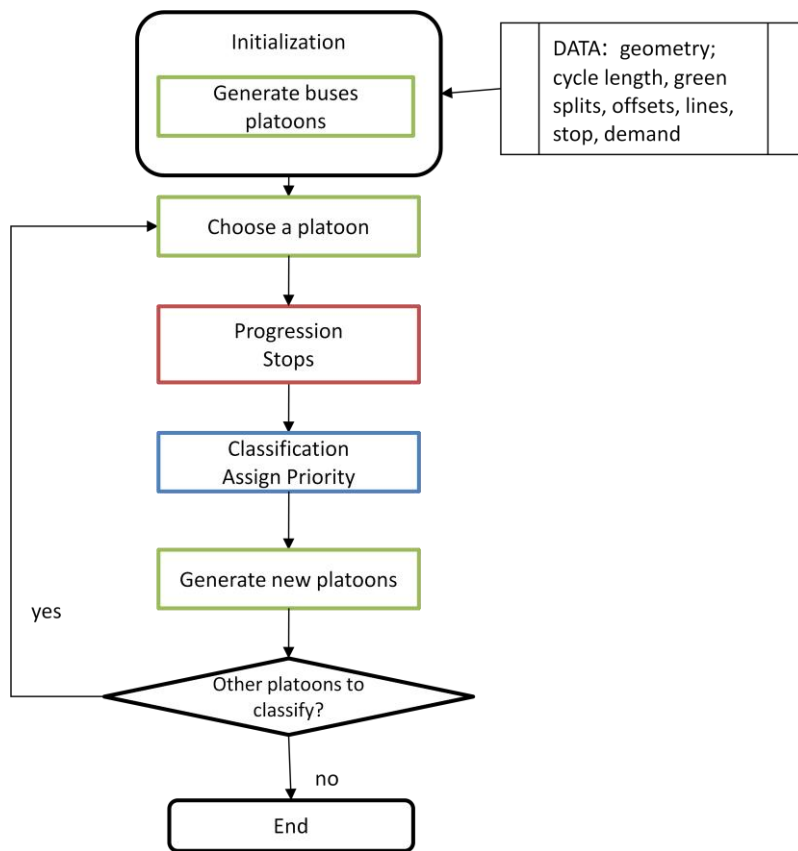 Initialization
Generate buses
platoons
DATA: geometry;
cycle length, green
splits, offsets, lines,
stop, demand
Choose a platoon
Progression
Stops
Classification
Assign Priority
Generate new platoons
yes
Other platoons to
classify?
no
End